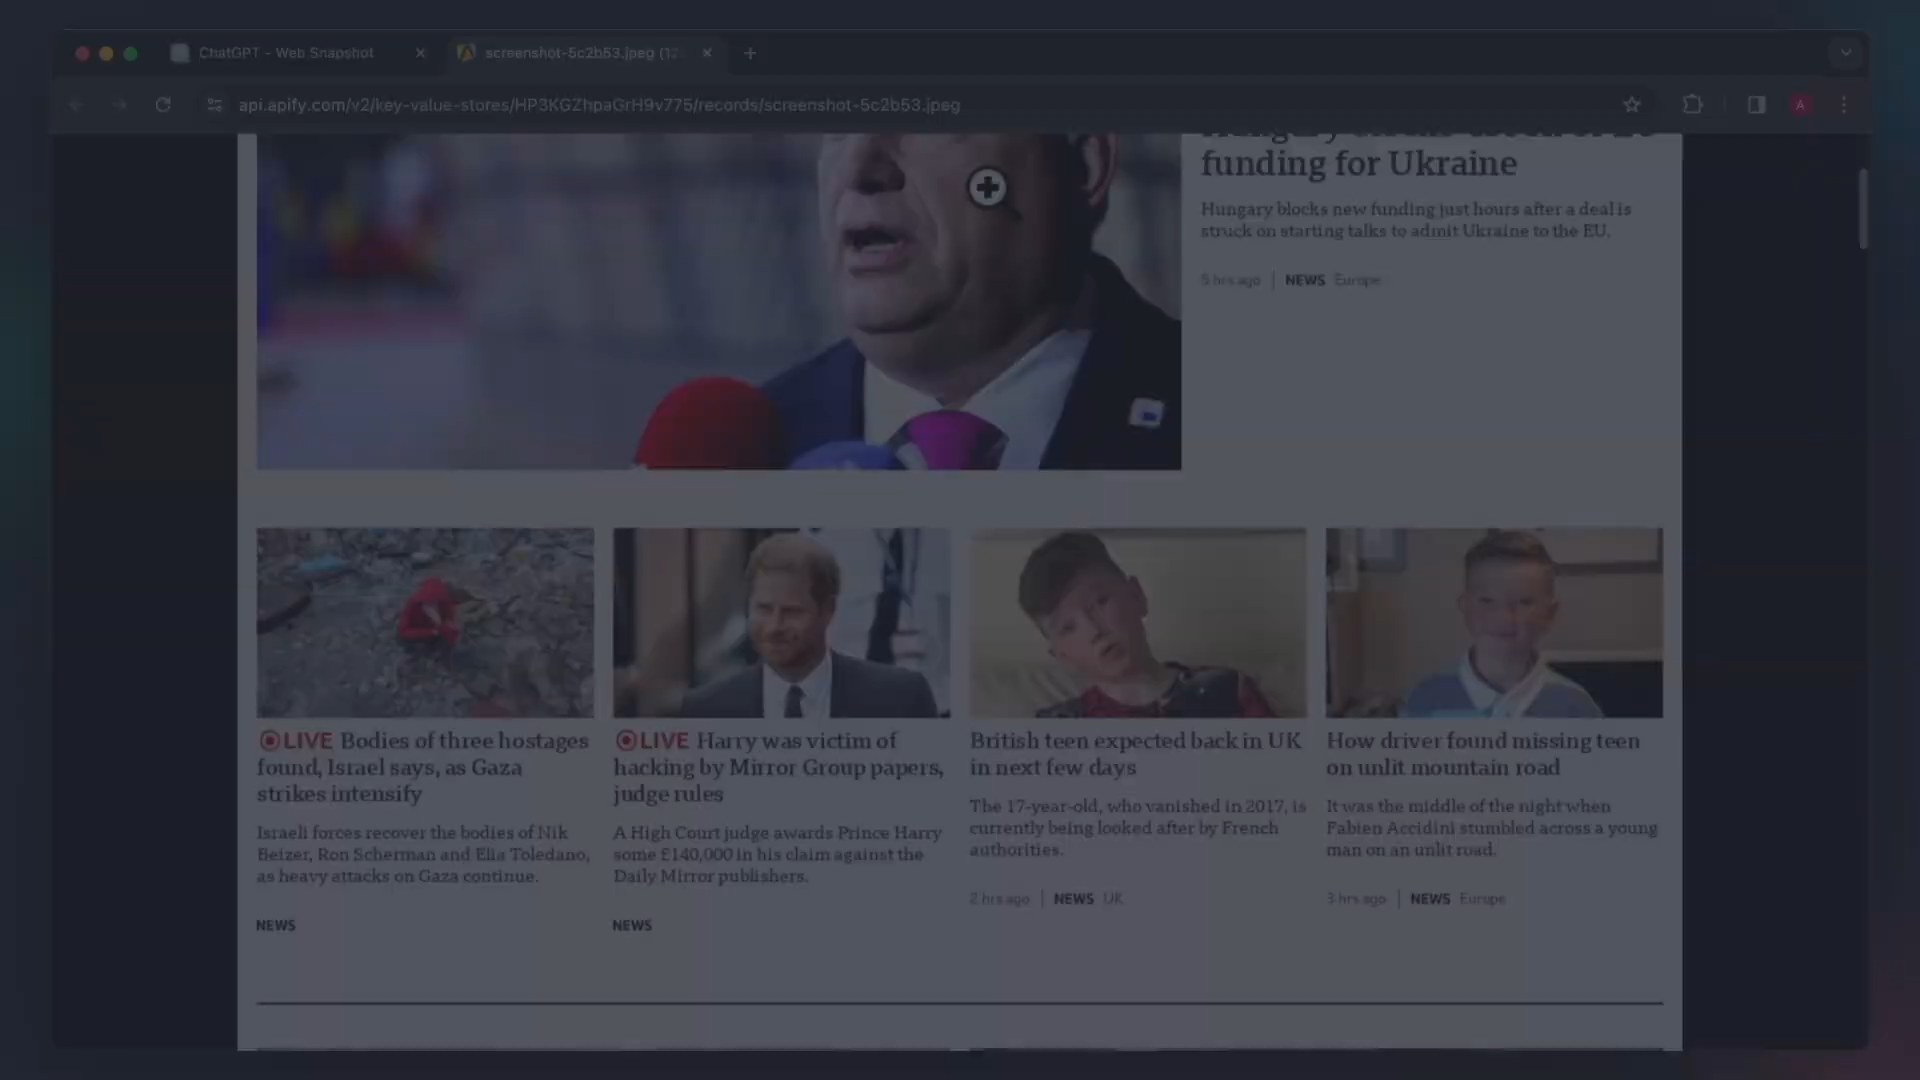 ChatGPT - Web Snapshot
screenshot-5c2b53.jpeg (12
api.apify.com/v2/key-value-stores/HP3KGZhpaGrH9v775/records/screenshot-5c2b53.jpeg
A
funding for Ukraine
Hungary blocks new funding just hours after a deal is
struck on starting talks to admit Ukraine to the EU.
5 hrs ago | NEWS Europe
LIVE Bodies of three hostages
found, Israel says, as Gaza
strikes intensify
Israeli forces recover the bodies of Nik
Beizer, Ron Scherman and Elia Toledano,
as heavy attacks on Gaza continue.
NEWS
LIVE Harry was victim of
hacking by Mirror Group papers,
judge rules
A High Court judge awards Prince Harry
some £140,000 in his claim against the
Daily Mirror publishers.
NEWS
British teen expected back in UK
in next few days
The 17-year-old, who vanished in 2017, is
currently being looked after by French
authorities.
2 hrs ago | NEWS UK
How driver found missing teen
on unlit mountain road
It was the middle of the night when
Fabien Accidini stumbled across a young
man on an unlit road.
3 hrs ago | NEWS Europe